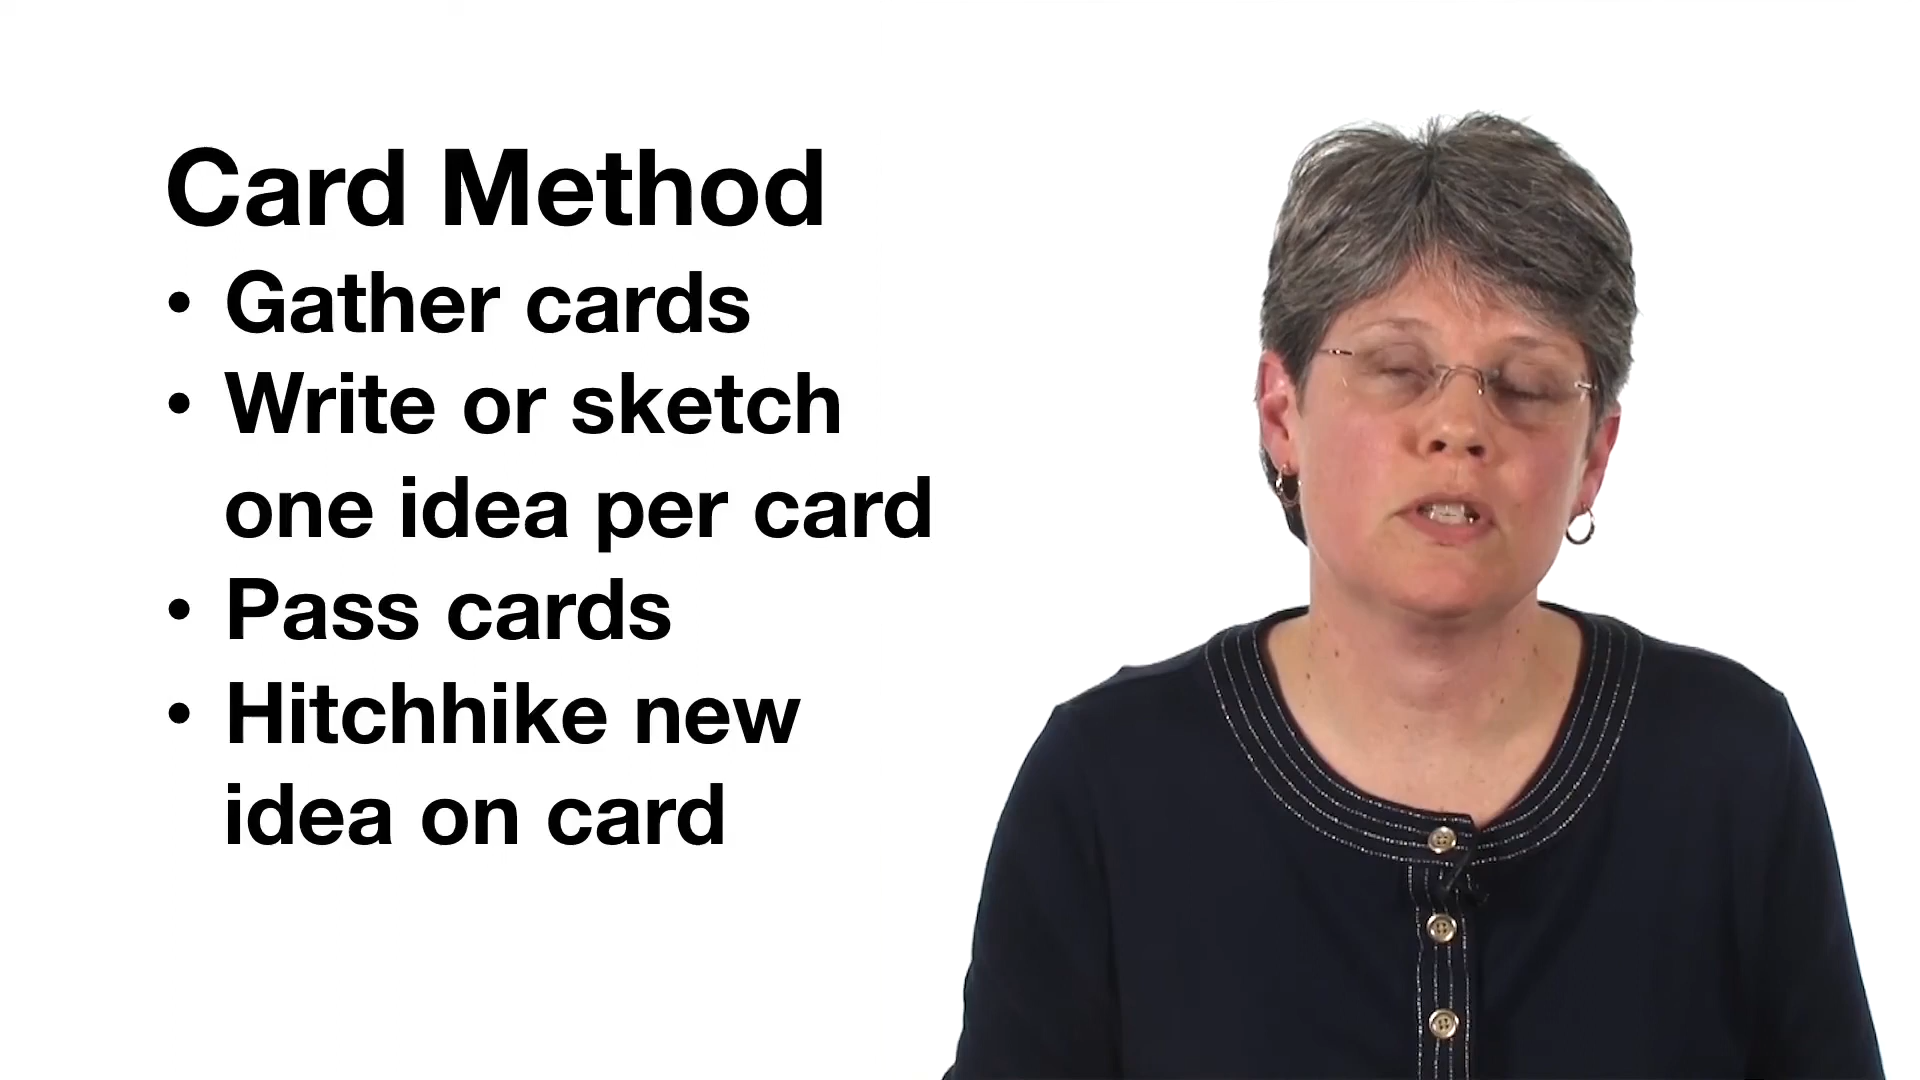 Card Method
• Gather cards
• Write or sketch
one idea per card
• Pass cards
• Hitchhike new
idea on card